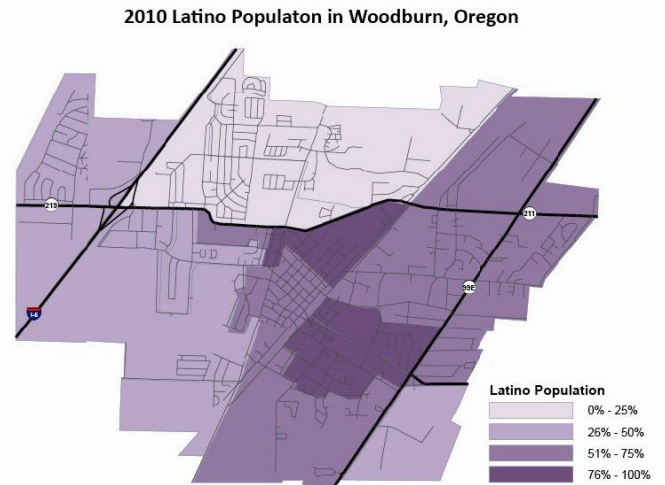 2010 Latino Populaton in Woodburn, Oregon
219
211
99E
I-5
Latino Population
0% - 25%
26% - 50%
51% - 75%
76% - 100%